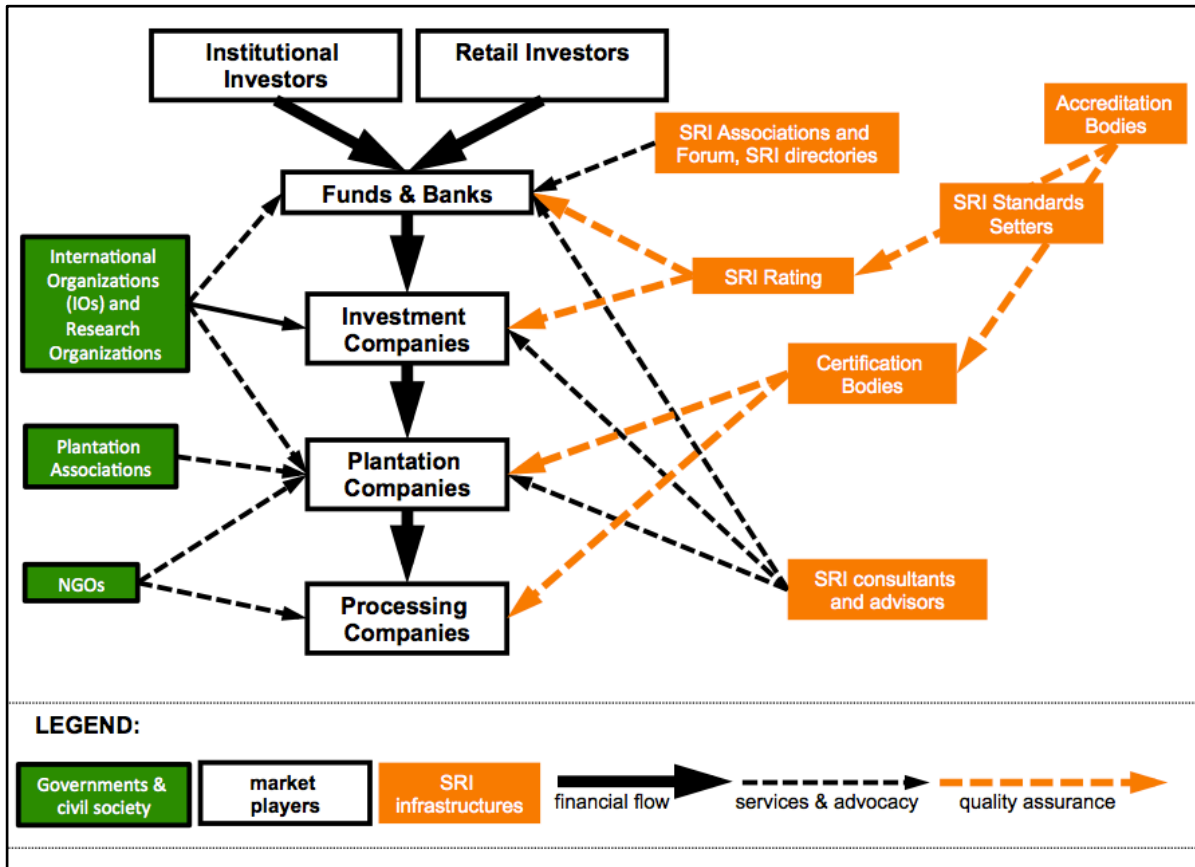 Institutional
Investors
Retail Investors
Accreditation
Bodies
SRI Associations and
Forum, SRI directories
Funds & Banks
SRI Standards
Setters
International
Organizations
(IOs) and
Research
Organizations
SRI Rating
Investment
Companies
Certification
Bodies
Plantation
Associations
Plantation
Companies
NGOs
SRI consultants
and advisors
Processing
Companies
LEGEND:
Governments &
civil society
market
players
SRI
infrastructures
financial flow
services & advocacy
quality assurance